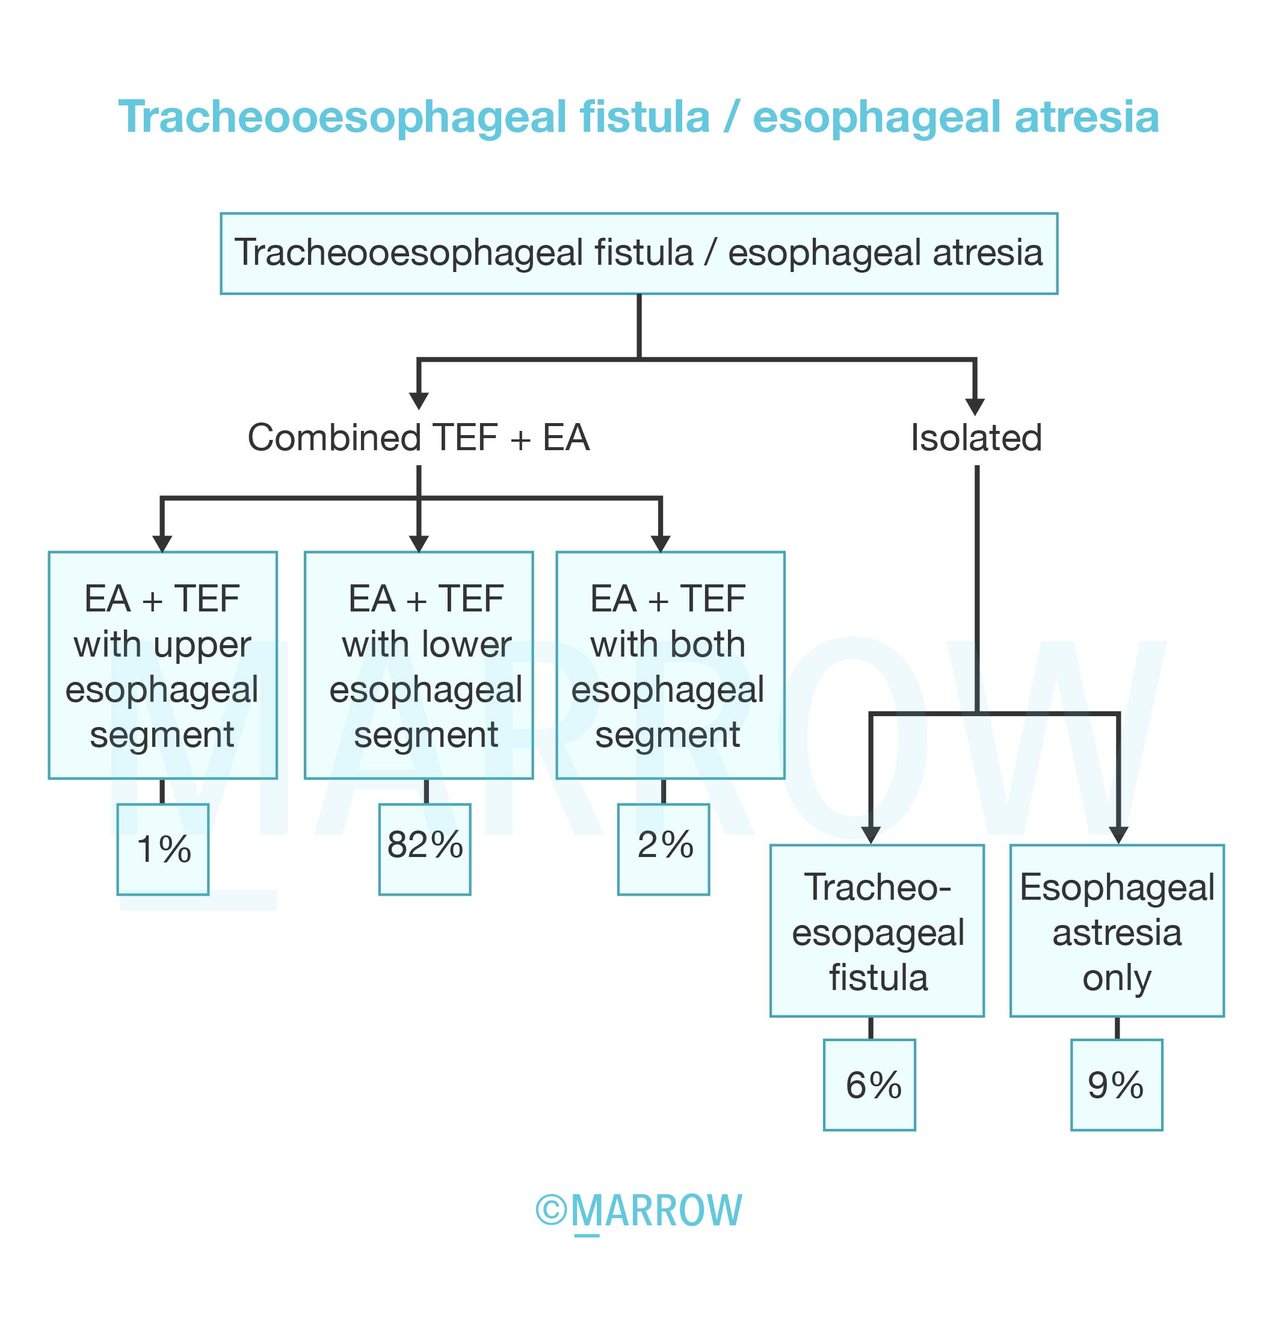 Tracheooesophageal fistula / esophageal atresia
Tracheooesophageal fistula / esophageal atresia
Combined TEF + EA
Isolated
EA + TEF
with upper
esophageal
segment
EA + TEF
with lower
esophageal
segment
EA + TEF
with both
esophageal
segment
1%
82%
2%
Tracheo-
esopageal
fistula
Esophageal
astresia
only
6%
9%
MARROW
©MARROW